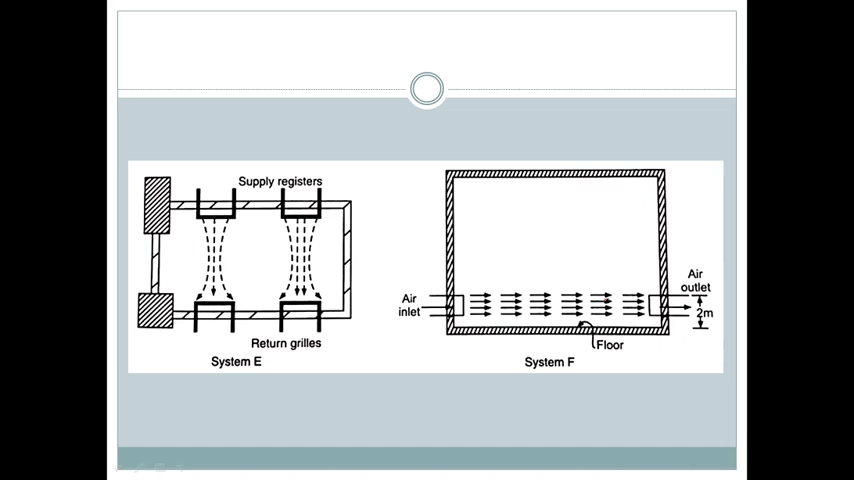 Supply registers
Return grilles
System E
Air
inlet
Air
outlet
2m
Floor
System F